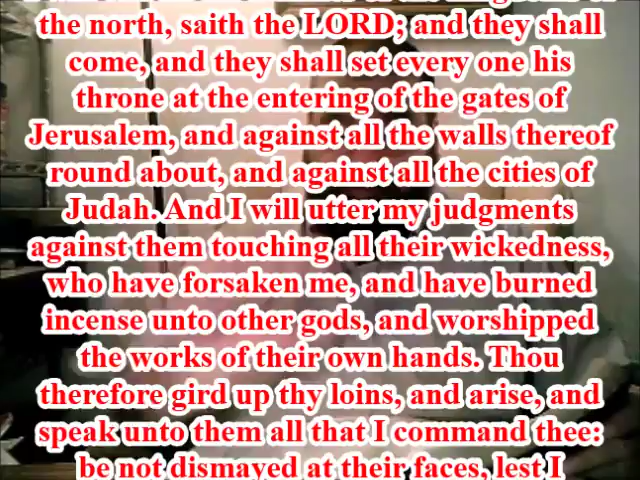 the north, saith the LORD; and they shall
come, and they shall set every one his
throne at the entering of the gates of
Jerusalem, and against all the walls thereof
round about, and against all the cities of
Judah. And I will utter my judgments
against them touching all their wickedness,
who have forsaken me, and have burned
incense unto other gods, and worshipped
the works of their own hands. Thou
therefore gird up thy loins, and arise, and
speak unto them all that I command thee:
be not dismayed at their faces, lest I